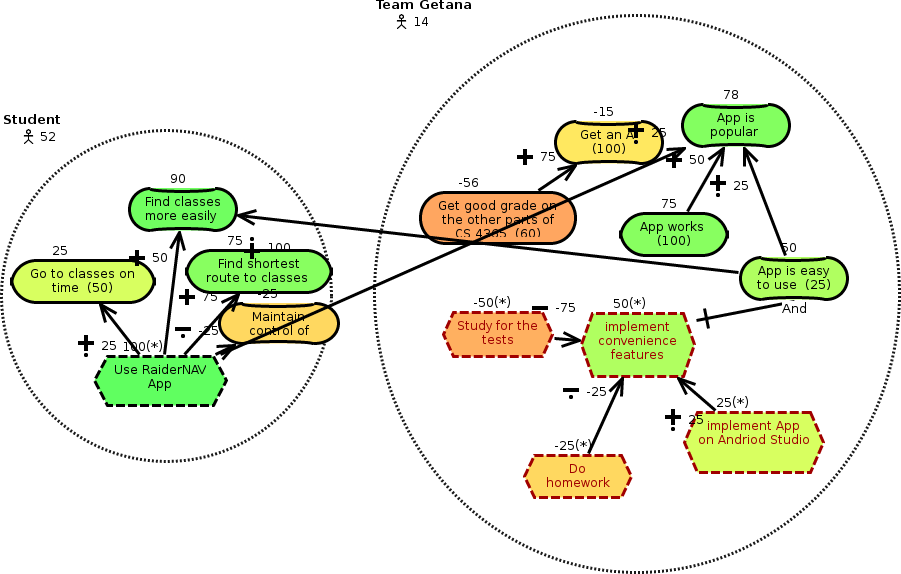 Team Getana
14
Student
52
78
App is
popular
-15
Get an A
(100)
25
50
75
-56
Get good grade on
the other parts of
CS 4365 (60)
25
75
App works
(100)
50
App is easy
to use (25)
And
90
Find classes
more easily
25
50
Go to classes on
time (50)
75
100
Find shortest
route to classes
75
-25
-25
Maintain
control of
25
100(*)
Use RaiderNAV
App
-50(*)
-75
Study for the
tests
50(*)
implement
convenience
features
-25
25(*)
25
implement App
on Andriod Studio
-25(*)
Do
homework